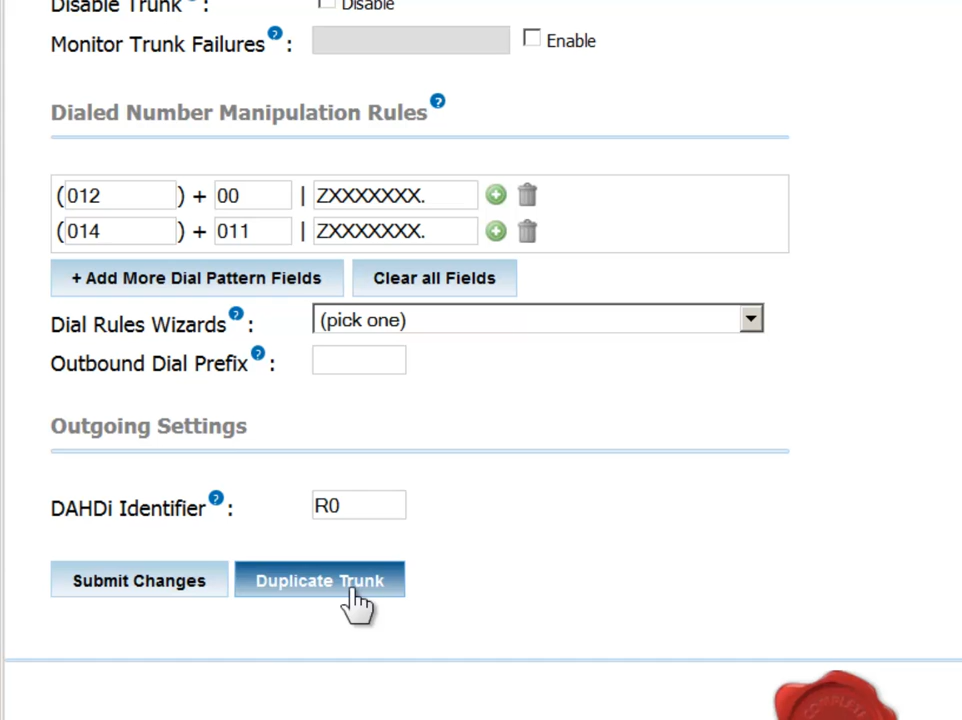 Disable Trunk ? : Disable
Monitor Trunk Failures ? : Enable
Dialed Number Manipulation Rules ?
(012 ) + 00 | ZXXXXXXX.
(014 ) + 011 | ZXXXXXXX.
+ Add More Dial Pattern Fields Clear all Fields
Dial Rules Wizards ? : (pick one)
Outbound Dial Prefix ? :
Outgoing Settings
DAHDi Identifier ? : R0
Submit Changes Duplicate Trunk
COMPLETE